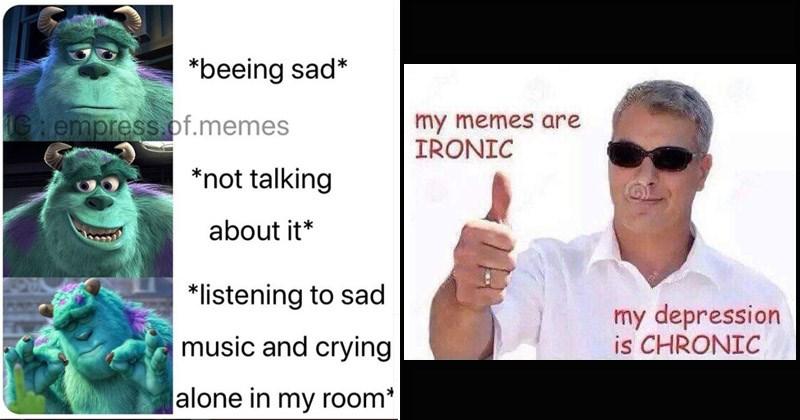 *beeing sad*
IG : empress.of.memes
*not talking
about it*
*listening to sad
music and crying
alone in my room*
my memes are
IRONIC
my depression
is CHRONIC